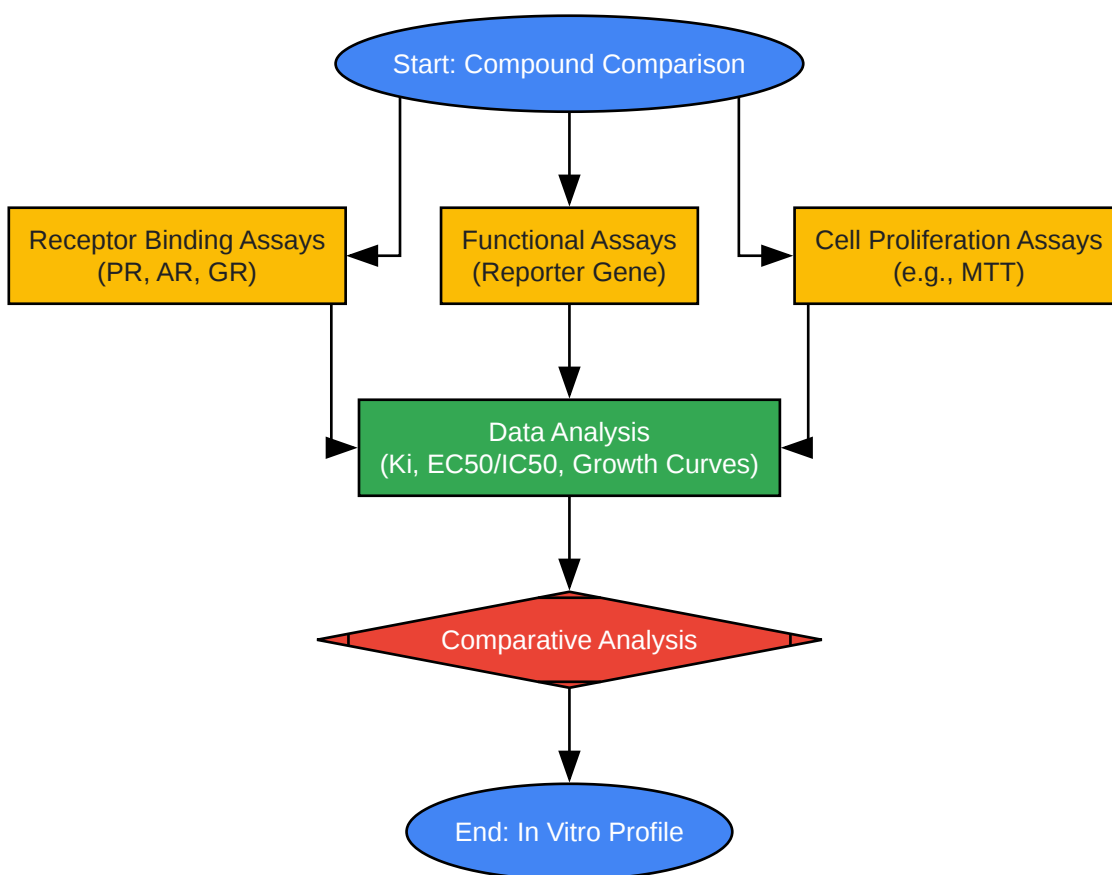 Start: Compound Comparison
Receptor Binding Assays
(PR, AR, GR)
Functional Assays
(Reporter Gene)
Cell Proliferation Assays
(e.g., MTT)
Data Analysis
(Ki, EC50/IC50, Growth Curves)
Comparative Analysis
End: In Vitro Profile